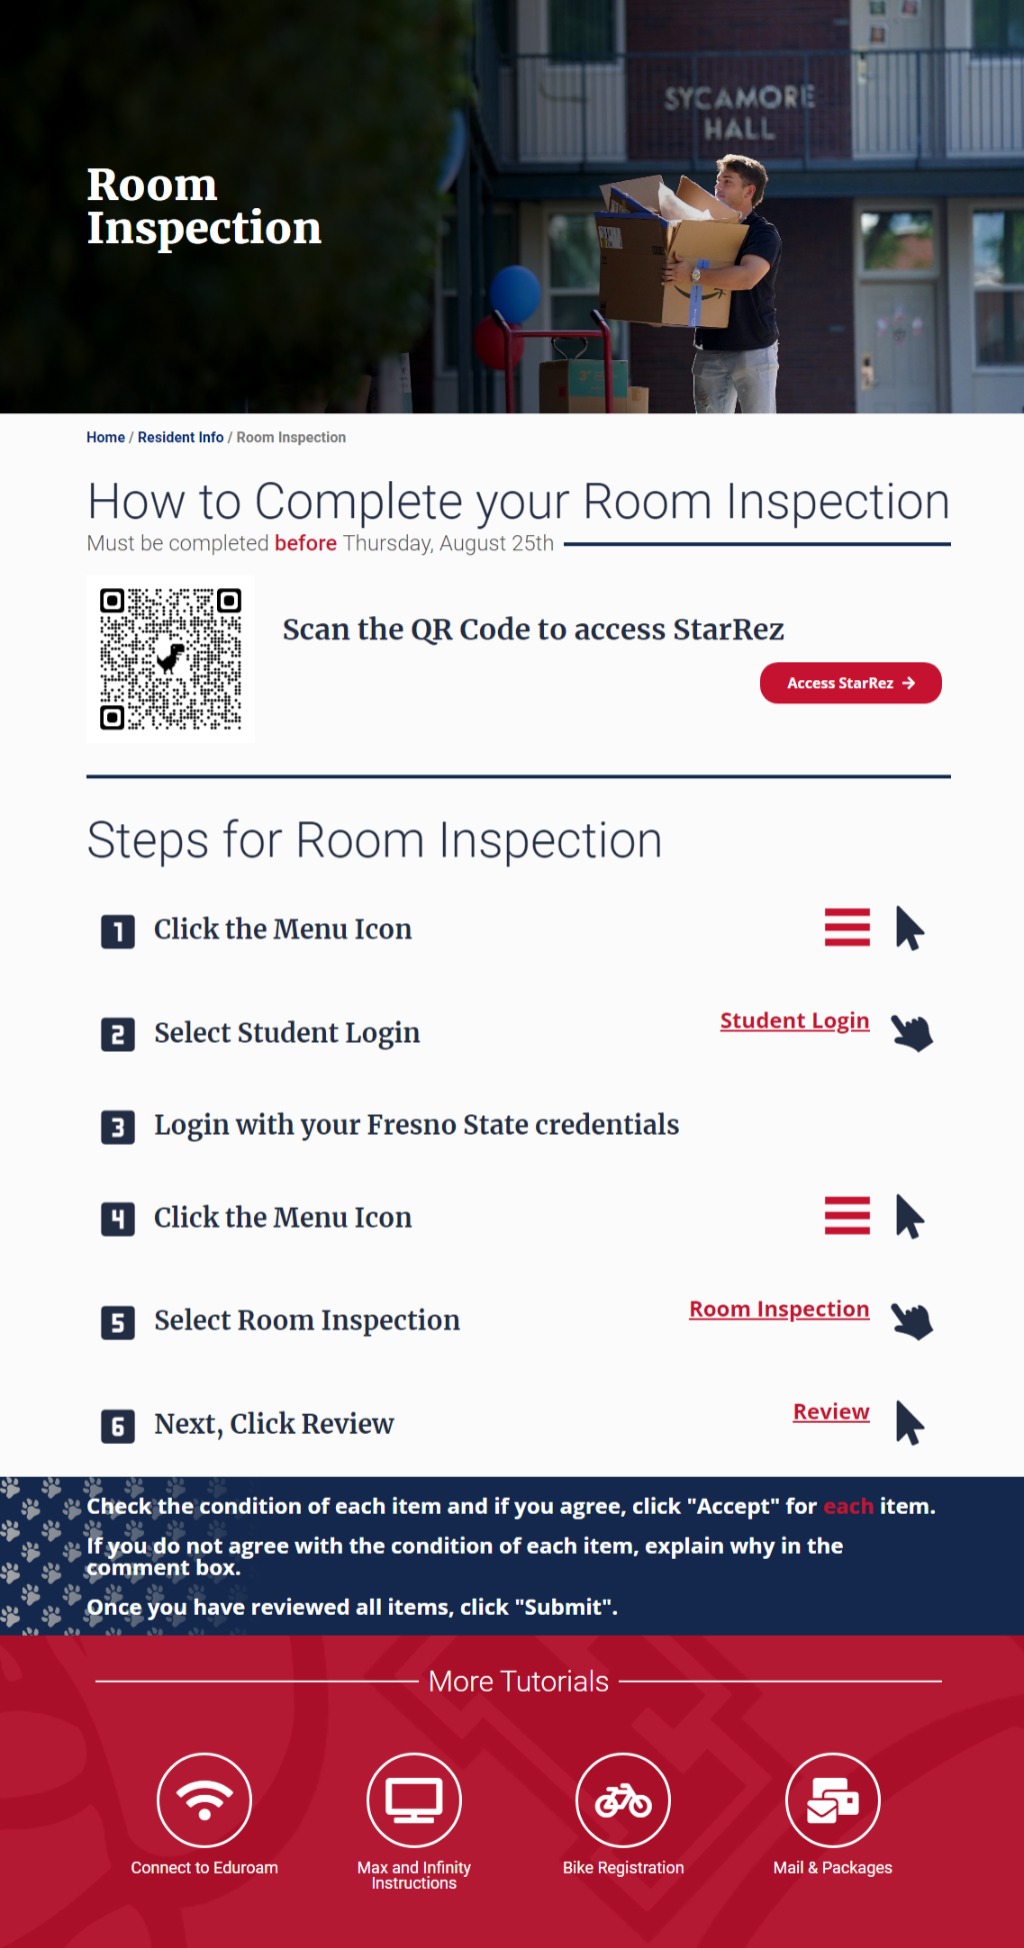 SYCAMORE
HALL
Room
Inspection
Home / Resident Info / Room Inspection
How to Complete your Room Inspection
Must be completed before Thursday, August 25th
Scan the QR Code to access StarRez
Access StarRez
Steps for Room Inspection
1 Click the Menu Icon
2 Select Student Login
Student Login
3 Login with your Fresno State credentials
4 Click the Menu Icon
5 Select Room Inspection
Room Inspection
6 Next, Click Review
Review
Check the condition of each item and if you agree, click "Accept" for each item.
If you do not agree with the condition of each item, explain why in the
comment box.
Once you have reviewed all items, click "Submit".
More Tutorials
Connect to Eduroam
Max and Infinity
Instructions
Bike Registration
Mail & Packages